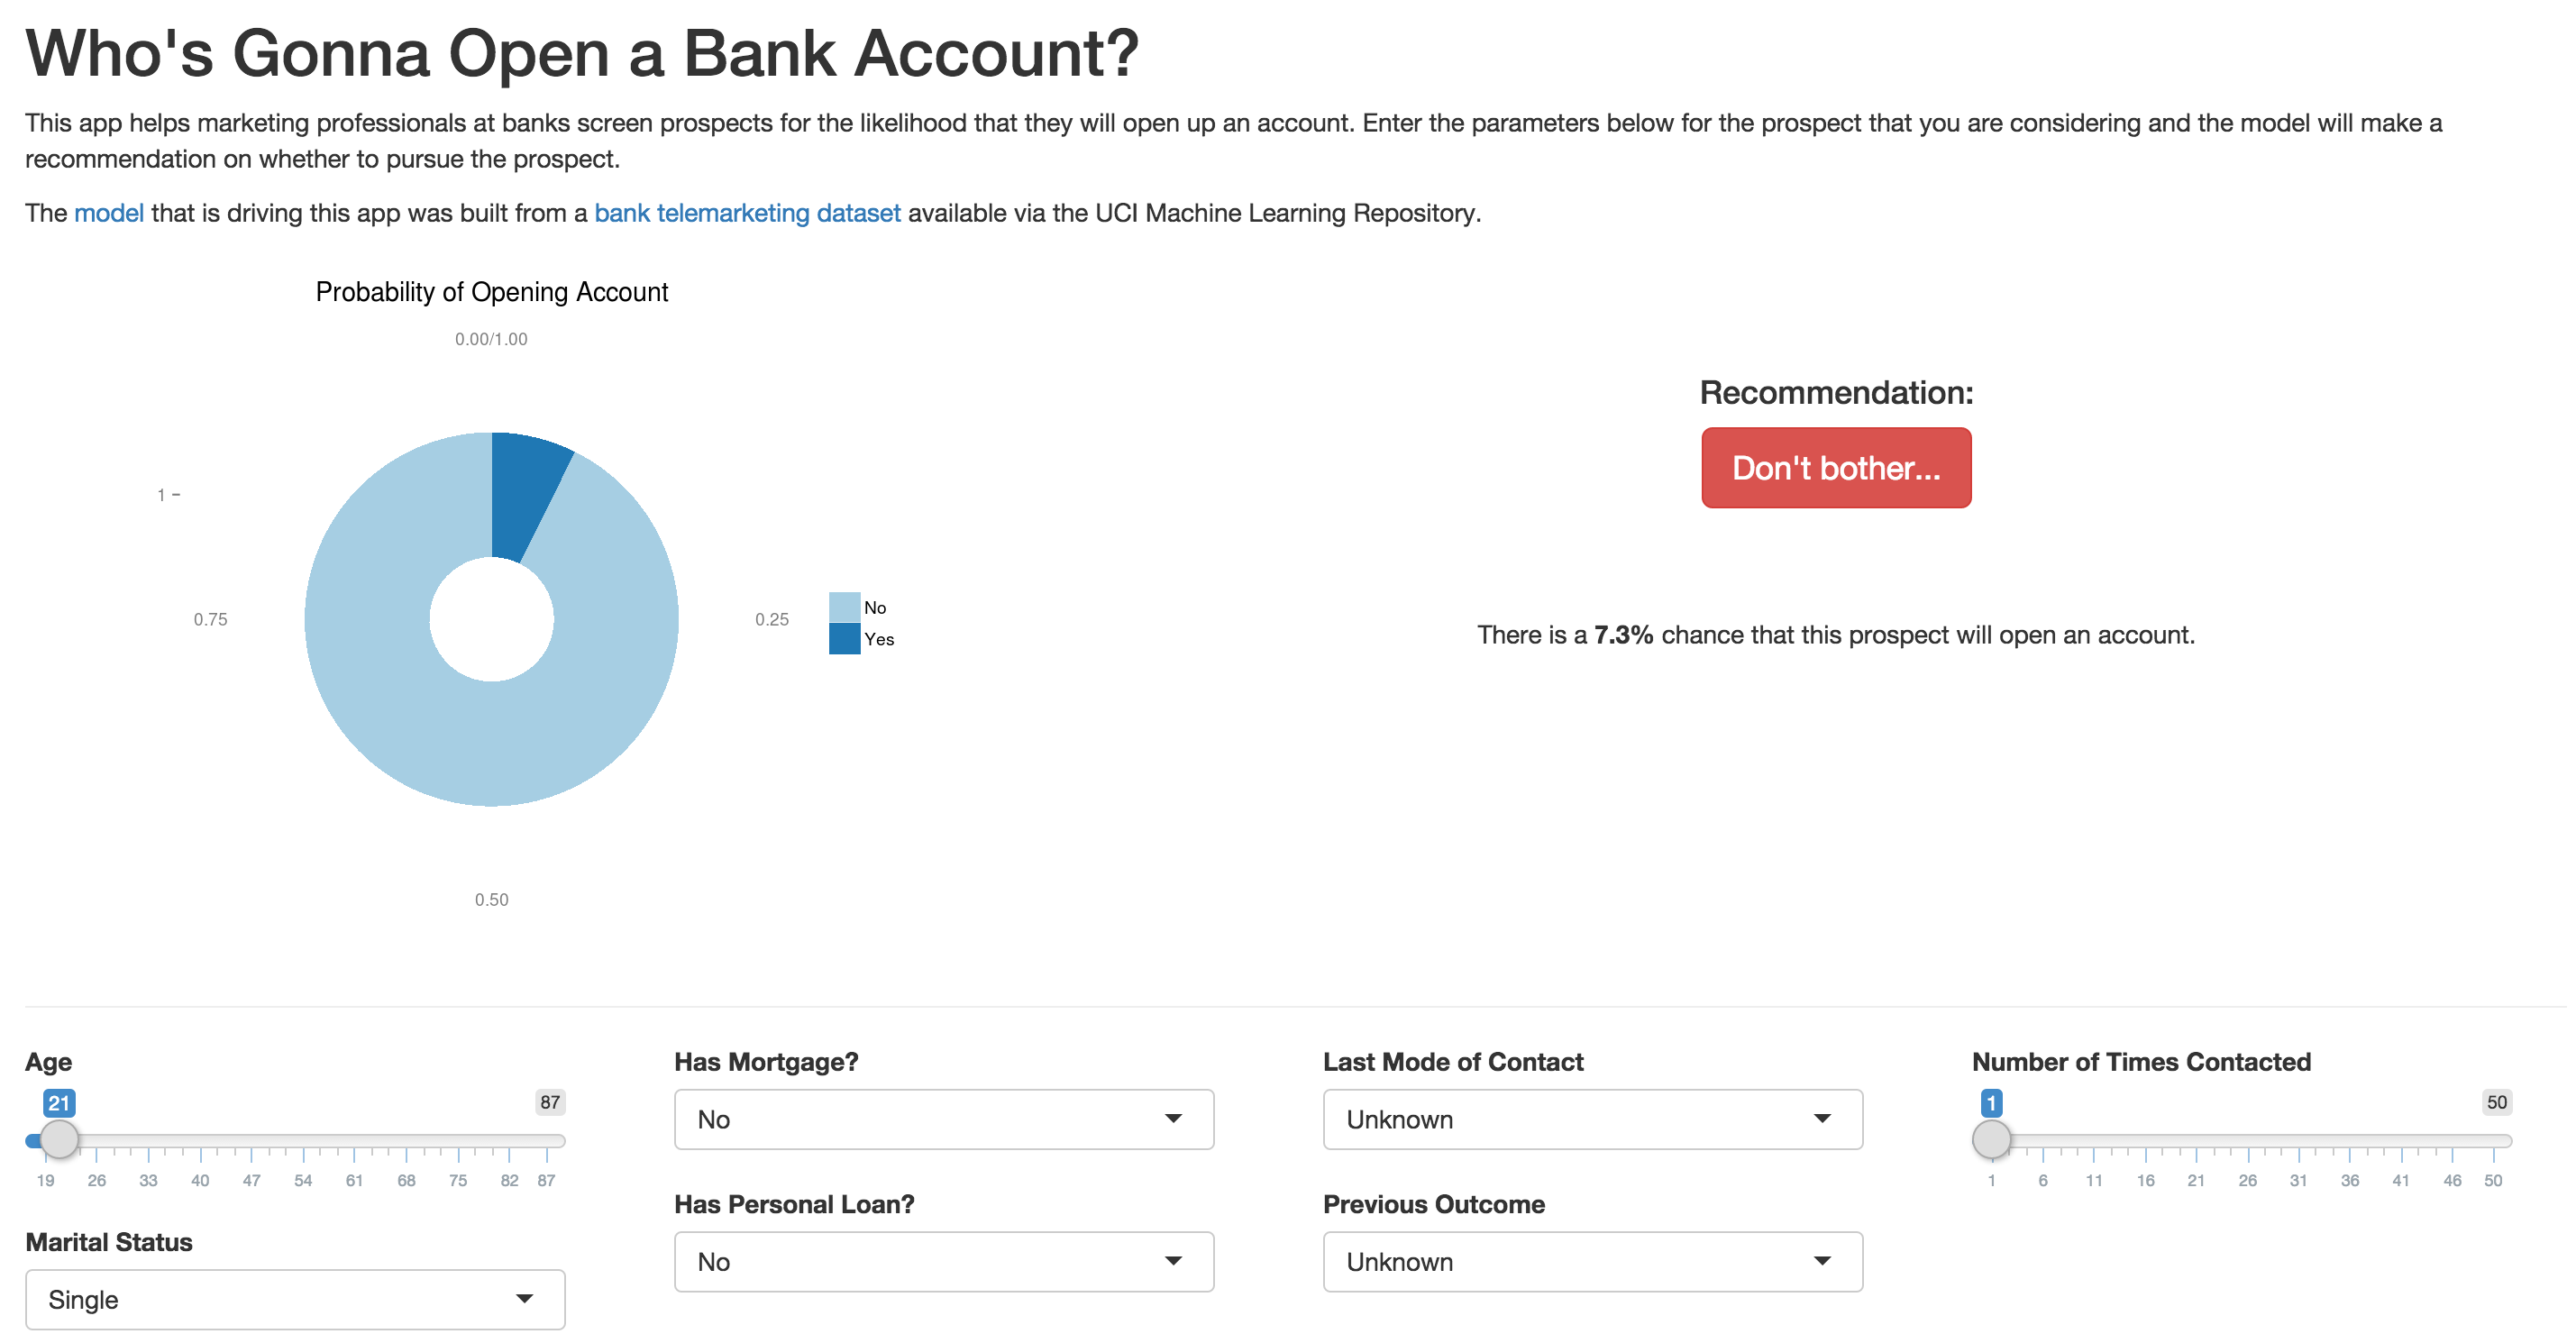 Who's Gonna Open a Bank Account?
This app helps marketing professionals at banks screen prospects for the likelihood that they will open up an account. Enter the parameters below for the prospect that you are considering and the model will make a
recommendation on whether to pursue the prospect.
The model that is driving this app was built from a bank telemarketing dataset available via the UCI Machine Learning Repository.
Probability of Opening Account
0.00/1.00
1
0.75
0.25
0.50
No
Yes
Recommendation:
Don't bother...
There is a 7.3% chance that this prospect will open an account.
Age
21 87
19 26 33 40 47 54 61 68 75 82 87
Marital Status
Single
Has Mortgage?
No
Has Personal Loan?
No
Last Mode of Contact
Unknown
Previous Outcome
Unknown
Number of Times Contacted
1 50
1 6 11 16 21 26 31 36 41 46 50